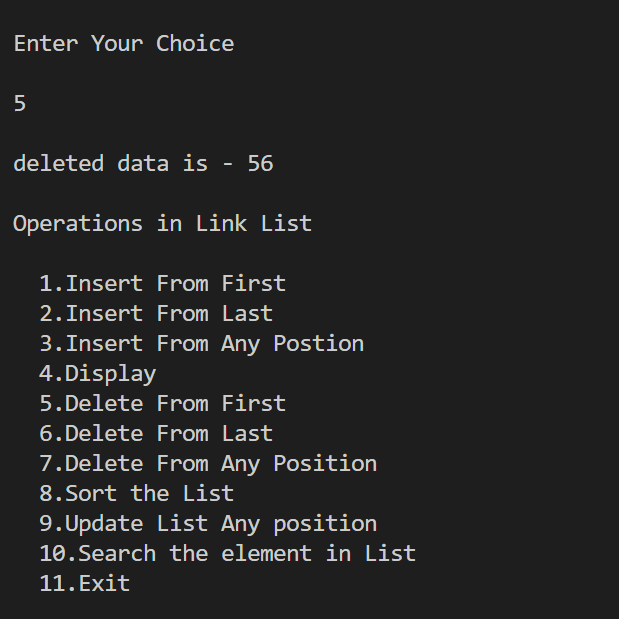 Enter Your Choice
5
deleted data is - 56
Operations in Link List
1.Insert From First
2.Insert From Last
3.Insert From Any Postion
4.Display
5.Delete From First
6.Delete From Last
7.Delete From Any Position
8.Sort the List
9.Update List Any position
10.Search the element in List
11.Exit